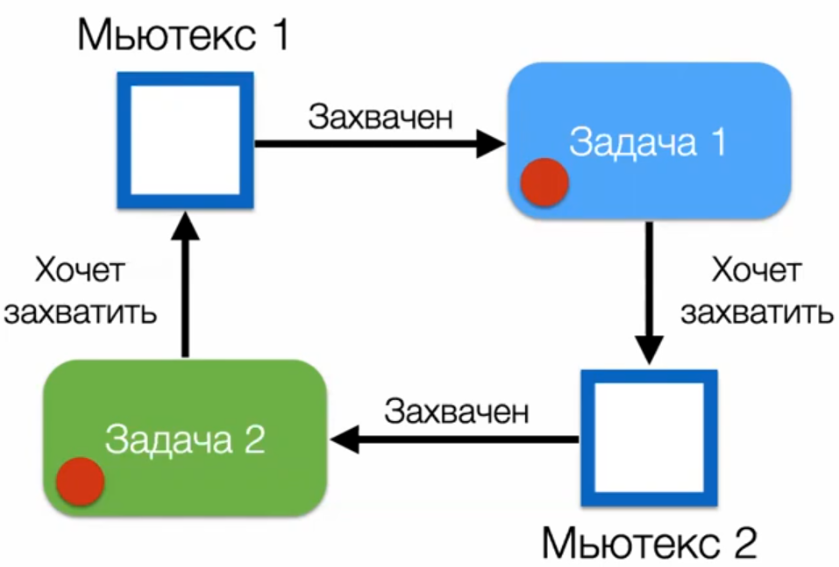 Мьютекс 1
Захвачен
Задача 1
Хочет
захватить
Хочет
захватить
Задача 2
Захвачен
Мьютекс 2